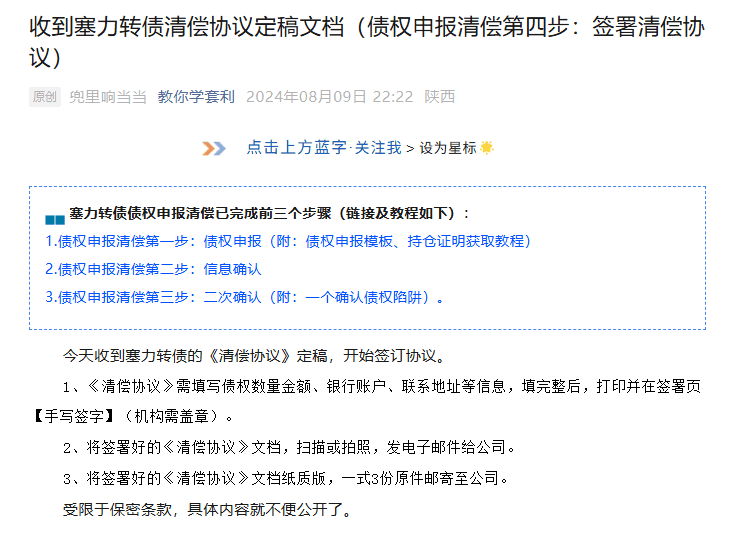 收到塞力转债清偿协议定稿文档（债权申报清偿第四步：签署清偿协
议）
原创 兜里响当当 教你学套利 2024年08月09日 22:22 陕西
点击上方蓝字·关注我 > 设为星标
塞力转债债权申报清偿已完成前三个步骤（链接及教程如下）：
1.债权申报清偿第一步：债权申报（附：债权申报模板、持仓证明获取教程）
2.债权申报清偿第二步：信息确认
3.债权申报清偿第三步：二次确认（附：一个确认债权陷阱）。
今天收到塞力转债的《清偿协议》定稿，开始签订协议。
1、《清偿协议》需填写债权数量金额、银行账户、联系地址等信息，填完整后，打印并在签署页
【手写签字】（机构需盖章）。
2、将签署好的《清偿协议》文档，扫描或拍照，发电子邮件给公司。
3、将签署好的《清偿协议》文档纸质版，一式3份原件邮寄至公司。
受限于保密条款，具体内容就不便公开了。